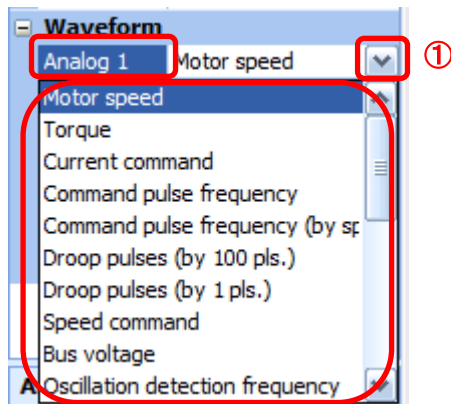 Waveform
Analog 1 Motor speed ①
Motor speed
Torque
Current command
Command pulse frequency
Command pulse frequency (by sp
Droop pulses (by 100 pls.)
Droop pulses (by 1 pls.)
Speed command
Bus voltage
A Oscillation detection frequency